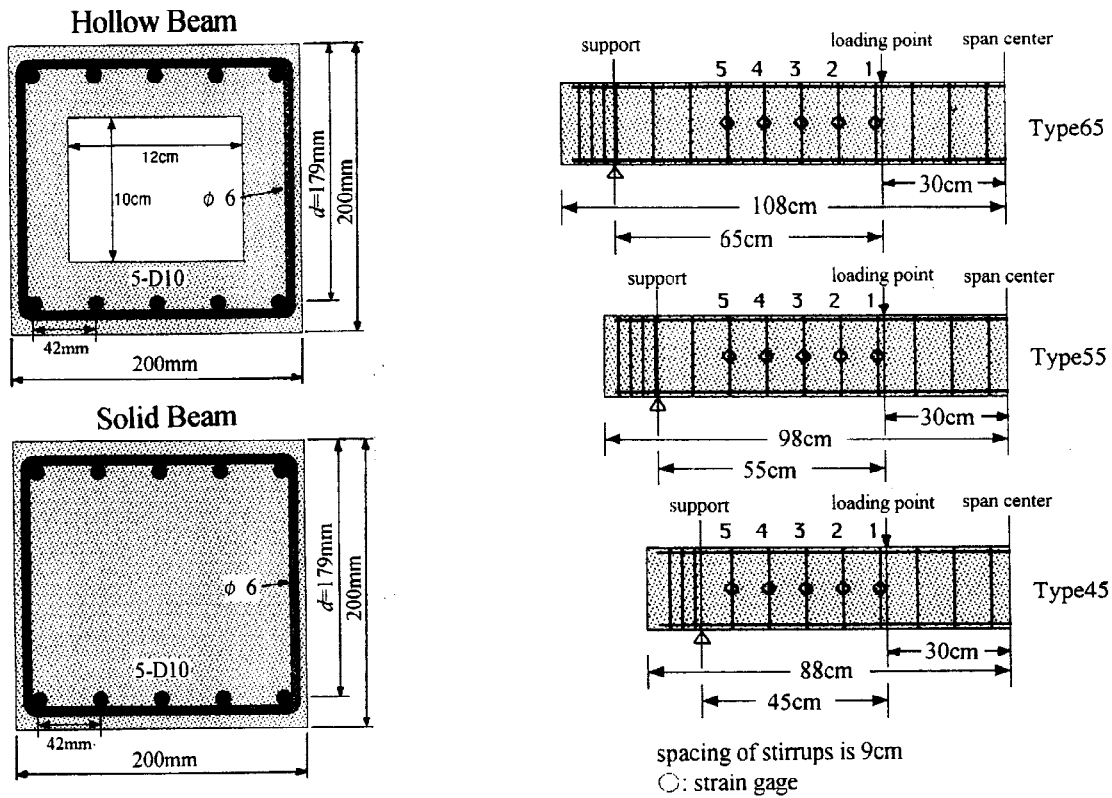 Hollow Beam
12cm
10cm
φ 6
d=179mm
200mm
5-D10
42mm
200mm
Solid Beam
φ 6
d=179mm
200mm
5-D10
42mm
200mm
support
loading point
span center
5 4 3 2 1
Type65
30cm
108cm
65cm
support
loading point
span center
5 4 3 2 1
Type55
30cm
98cm
55cm
support
loading point
span center
5 4 3 2 1
Type45
30cm
88cm
45cm
spacing of stirrups is 9cm
○: strain gage